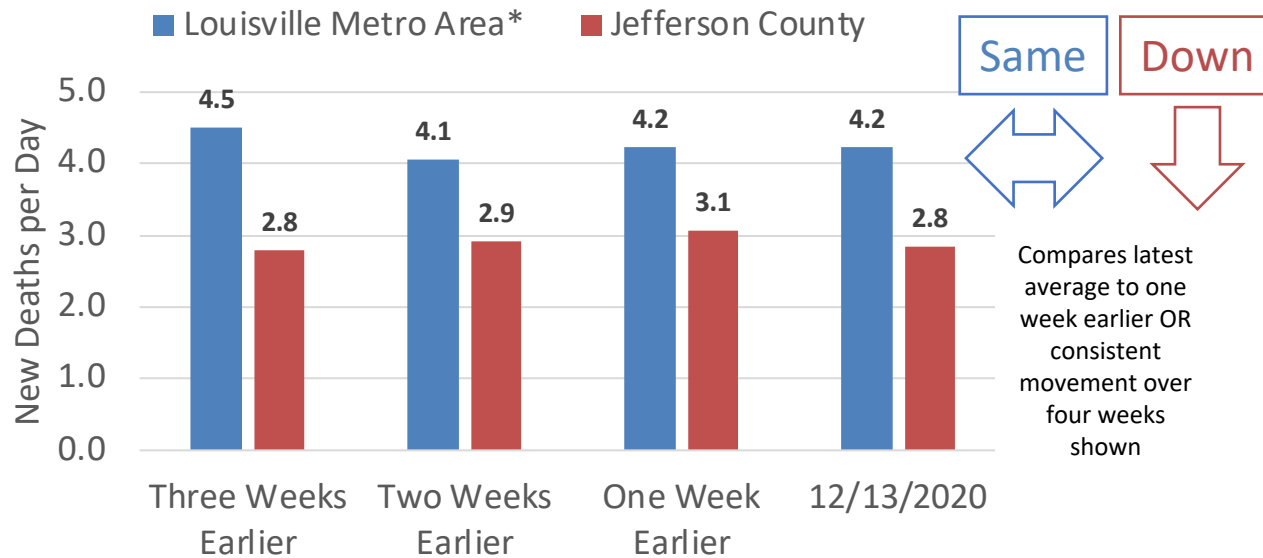 Louisville Metro Area* Jefferson County
Same Down
New Deaths per Day
5.0
4.0
3.0
2.0
1.0
0.0
4.5 2.8 4.1 2.9 4.2 3.1 4.2 2.8
Three Weeks
Earlier
Two Weeks
Earlier
One Week
Earlier
12/13/2020
Compares latest
average to one
week earlier OR
consistent
movement over
four weeks
shown